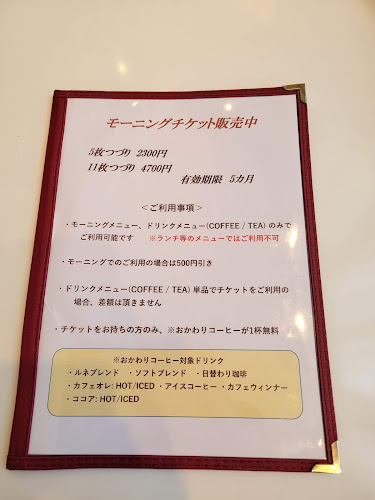 モーニングチケット販売中
5枚つづり 2300円
11枚つづり 4700円
有効期限 5カ月
＜ご利用事項＞
・モーニングメニュー、ドリンクメニュー(COFFEE / TEA) のみで
ご利用可能です ※ランチ等のメニューではご利用不可
・モーニングでのご利用の場合は500円引き
・ドリンクメニュー(COFFEE / TEA) 単品でチケットをご利用の
場合、差額は頂きません
・チケットをお持ちの方のみ、※おかわりコーヒーが1杯無料
※おかわりコーヒー対象ドリンク
・ルネブレンド ・ソフトブレンド ・日替わり珈琲
・カフェオレ: HOT/ICED ・アイスコーヒー ・カフェウィンナー
・ココア: HOT/ICED